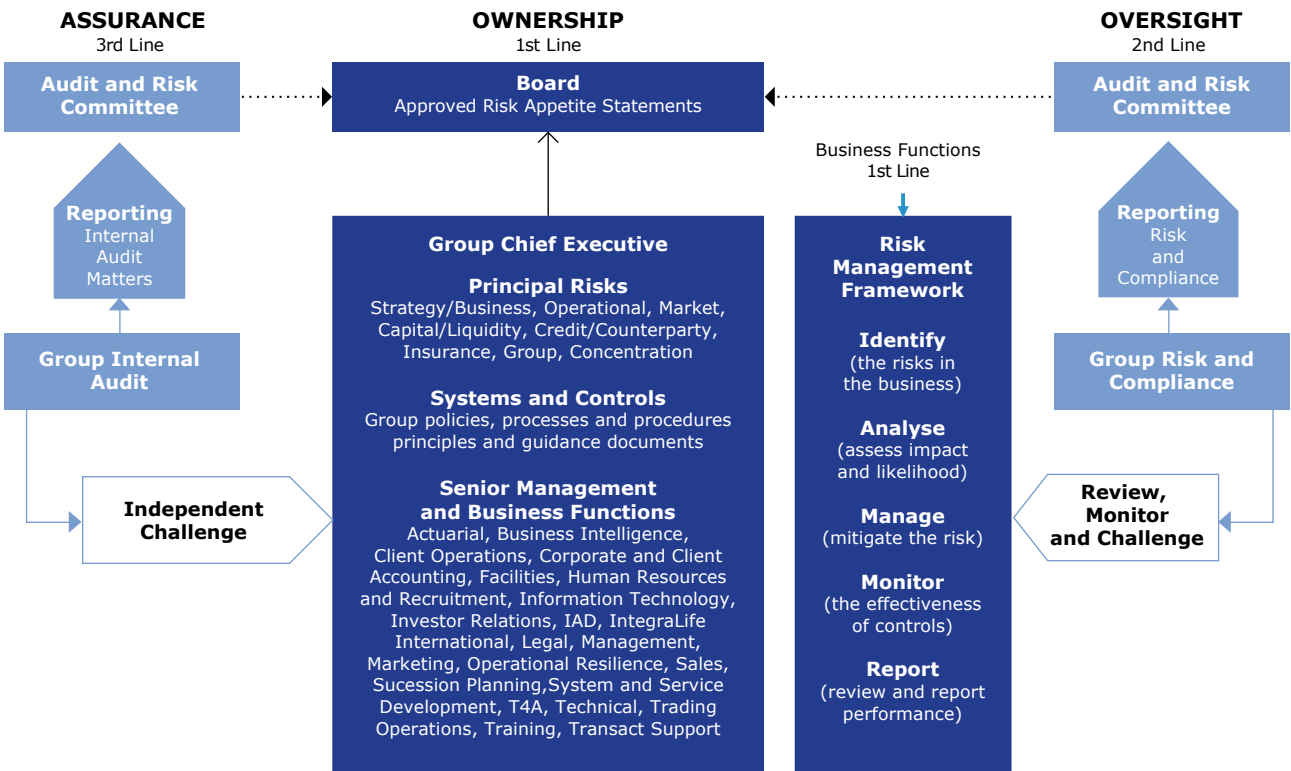 ASSURANCE
3rd Line
Audit and Risk
Committee
Reporting
Internal
Audit
Matters
Group Internal
Audit
Independent
Challenge
OWNERSHIP
1st Line
Board
Approved Risk Appetite Statements
Group Chief Executive
Principal Risks
Strategy/Business, Operational, Market,
Capital/Liquidity, Credit/Counterparty,
Insurance, Group, Concentration
Systems and Controls
Group policies, processes and procedures
principles and guidance documents
Senior Management
and Business Functions
Actuarial, Business Intelligence,
Client Operations, Corporate and Client
Accounting, Facilities, Human Resources
and Recruitment, Information Technology,
Investor Relations, IAD, IntegraLife
International, Legal, Management,
Marketing, Operational Resilience, Sales,
Sucession Planning,System and Service
Development, T4A, Technical, Trading
Operations, Training, Transact Support
Business Functions
1st Line
Risk
Management
Framework
Identify
(the risks in
the business)
Analyse
(assess impact
and likelihood)
Manage
(mitigate the risk)
Monitor
(the effectiveness
of controls)
Report
(review and report
performance)
OVERSIGHT
2nd Line
Audit and Risk
Committee
Reporting
Risk
and
Compliance
Group Risk and
Compliance
Review,
Monitor
and Challenge